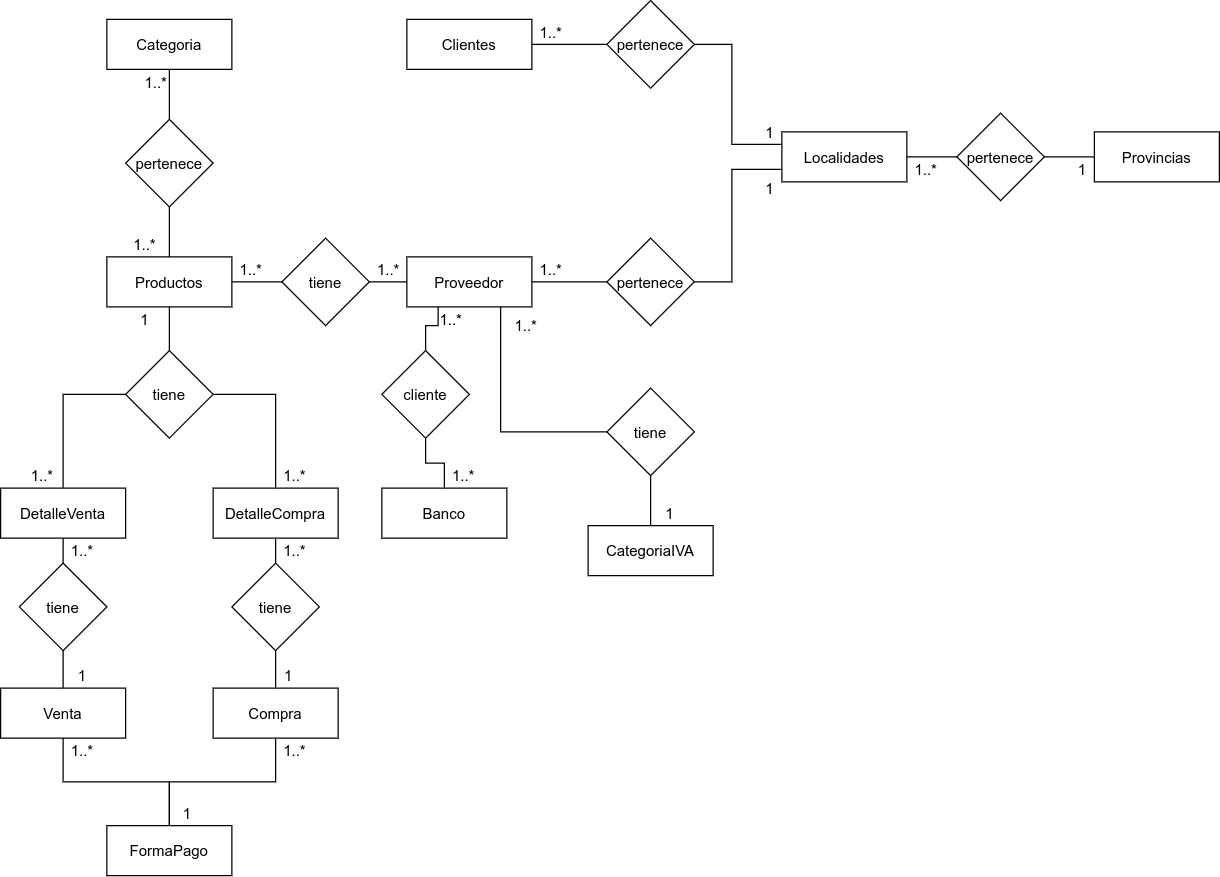 Categoria
Clientes
1..*
pertenece
1..*
1
Localidades
pertenece
Provincias
pertenece
1..*
1
1
1..*
Productos
1..*
tiene
1..*
Proveedor
1..*
pertenece
1
1..*
1..*
tiene
cliente
tiene
1..*
1..*
1..*
DetalleVenta
DetalleCompra
Banco
1
CategoriaIVA
1..*
1..*
tiene
tiene
1
1
Venta
Compra
1..*
1..*
1
FormaPago